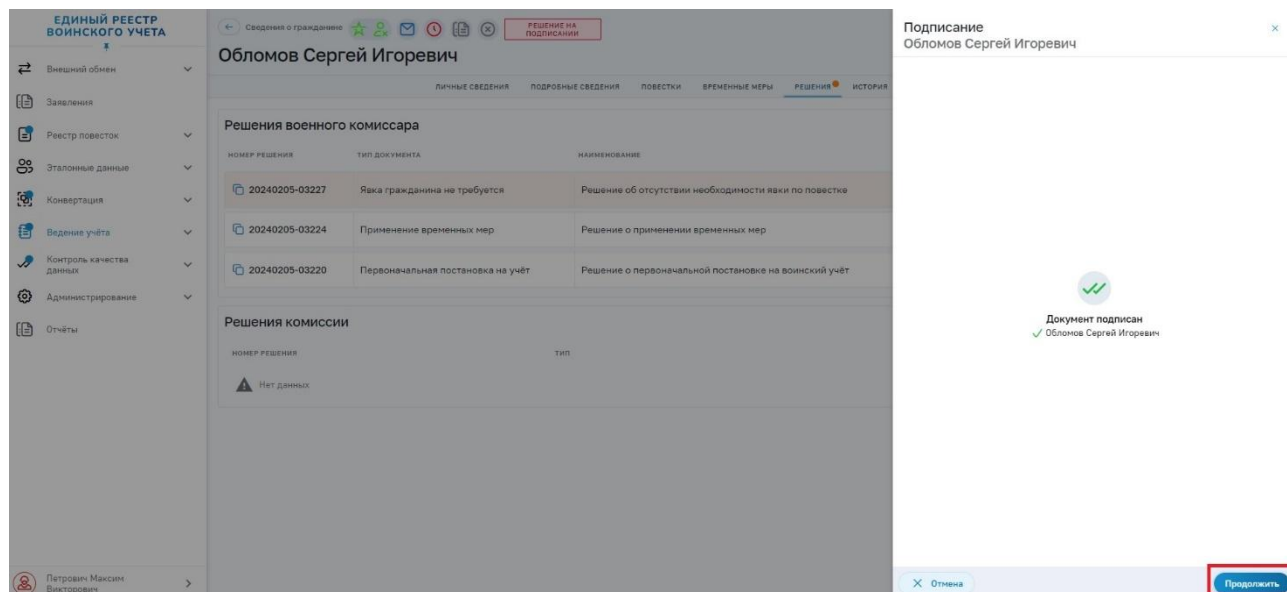 ЕДИНЫЙ РЕЕСТР
ВОИНСКОГО УЧЕТА
Внешний обмен
Заявления
Реестр повесток
Эталонные данные
Конвертация
Ведение учёта
Контроль качества
данных
Администрирование
Отчёты
Петрович Максим
Викторович
Сведения о гражданине
РЕШЕНИЕ НА
ПОДПИСАНИИ
Обломов Сергей Игоревич
ЛИЧНЫЕ СВЕДЕНИЯ ПОДРОБНЫЕ СВЕДЕНИЯ ПОВЕСТКИ ВРЕМЕННЫЕ МЕРЫ РЕШЕНИЯ ИСТОРИЯ
Решения военного комиссара
НОМЕР РЕШЕНИЯ ТИП ДОКУМЕНТА НАИМЕНОВАНИЕ
20240205-03227 Явка гражданина не требуется Решение об отсутствии необходимости явки по повестке
20240205-03224 Применение временных мер Решение о применении временных мер
20240205-03220 Первоначальная постановка на учёт Решение о первоначальной постановке на воинский учёт
Решения комиссии
НОМЕР РЕШЕНИЯ ТИП
Нет данных
Подписание
Обломов Сергей Игоревич
Документ подписан
Обломов Сергей Игоревич
Отмена
Продолжить